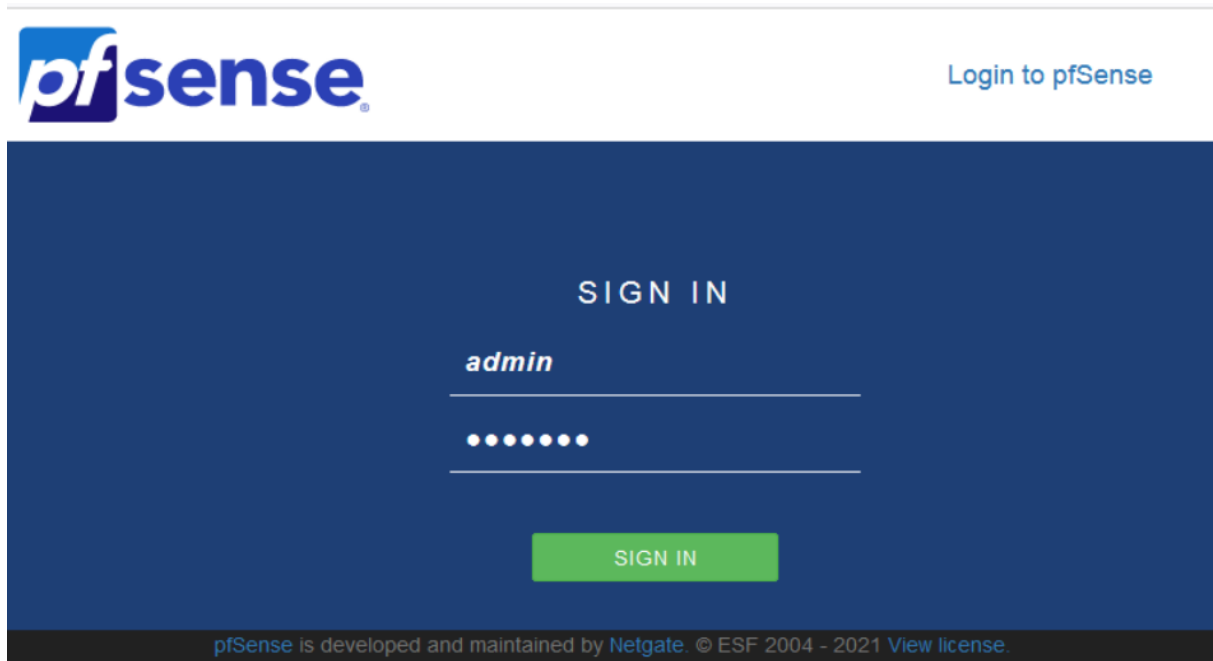 pfsense®
Login to pfSense
SIGN IN
admin
•••••••
SIGN IN
pfSense is developed and maintained by Netgate. © ESF 2004 - 2021 View license.